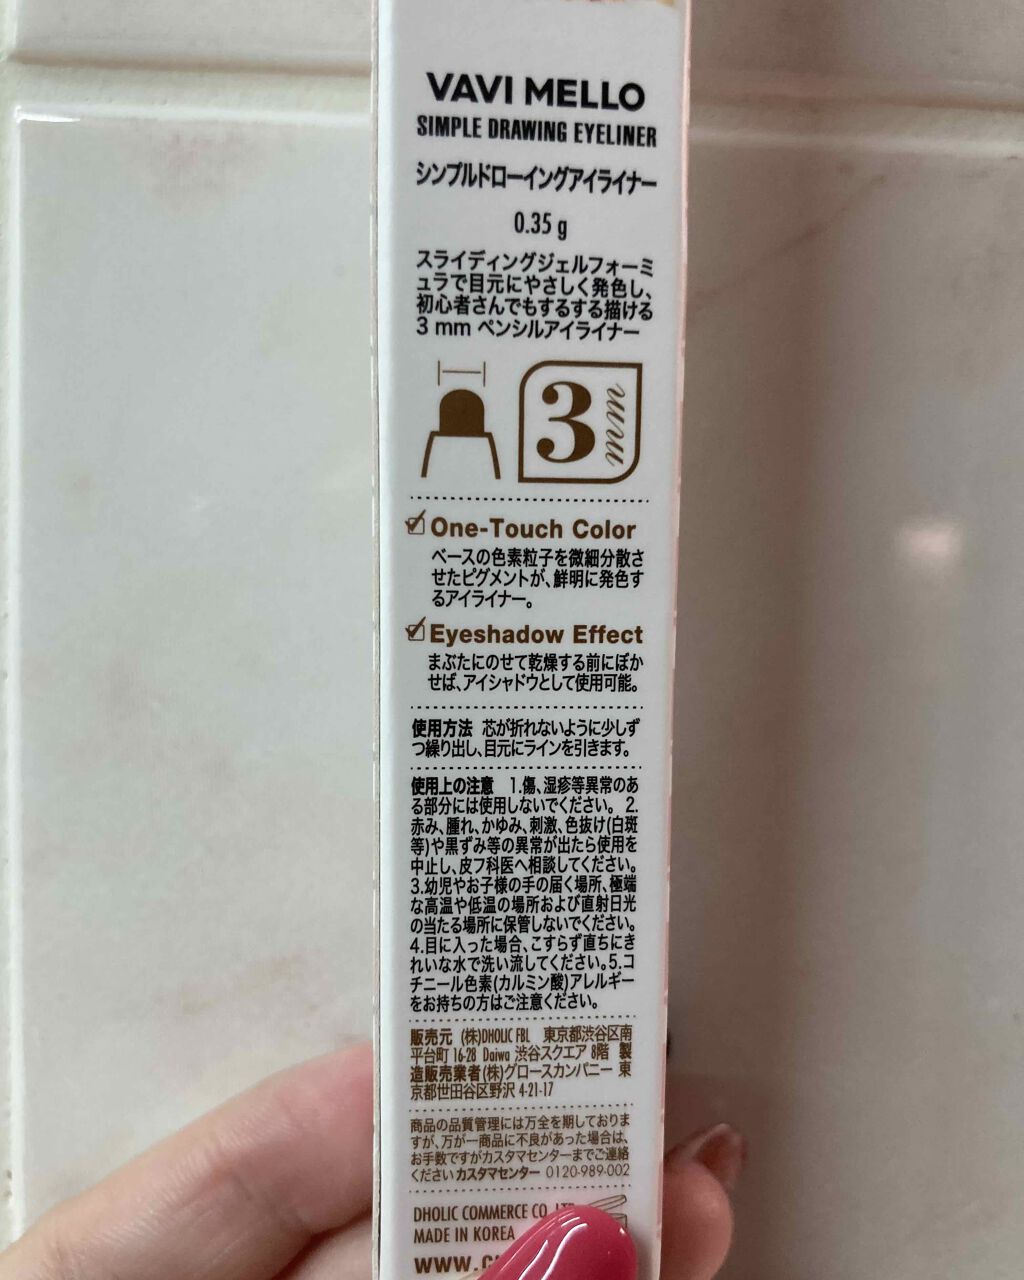 VAVI MELLO
SIMPLE DRAWING EYELINER
シンプルドローイングアイライナー
0.35 g
スライディングジェルフォーミ
ュラで目元にやさしく発色し、
初心者さんでもするする描ける
3 mm ペンシルアイライナー
3 mm
One-Touch Color
ベースの色素粒子を微細分散さ
せたピグメントが、鮮明に発色す
るアイライナー。
Eyeshadow Effect
まぶたにのせて乾燥する前にぼか
せば、アイシャドウとして使用可能。
使用方法 芯が折れないように少しず
つ繰り出し、目元にラインを引きます。
使用上の注意 1.傷、湿疹等異常のあ
る部分には使用しないでください。 2.
赤み、腫れ、かゆみ、刺激、色抜け(白斑
等)や黒ずみ等の異常が出たら使用を
中止し、皮フ科医へ相談してください。
3.幼児やお子様の手の届く場所、極端
な高温や低温の場所および直射日光
の当たる場所に保管しないでください。
4.目に入った場合、こすらず直ちにき
れいな水で洗い流してください。5.コ
チニール色素(カルミン酸)アレルギー
をお持ちの方はご注意ください。
販売元 (株)DHOLIC FBL 東京都渋谷区南
平台町 16-28 Daiwa 渋谷スクエア 8階 製
造販売業者(株)グロースカンパニー 東
京都世田谷区野沢 4-21-17
商品の品質管理には万全を期しておりま
すが、万が一商品に不良があった場合は、
お手数ですがカスタマセンターまでご連絡
ください カスタマセンター 0120-989-002
DHOLIC COMMERCE CO. LTD
MADE IN KOREA
www.